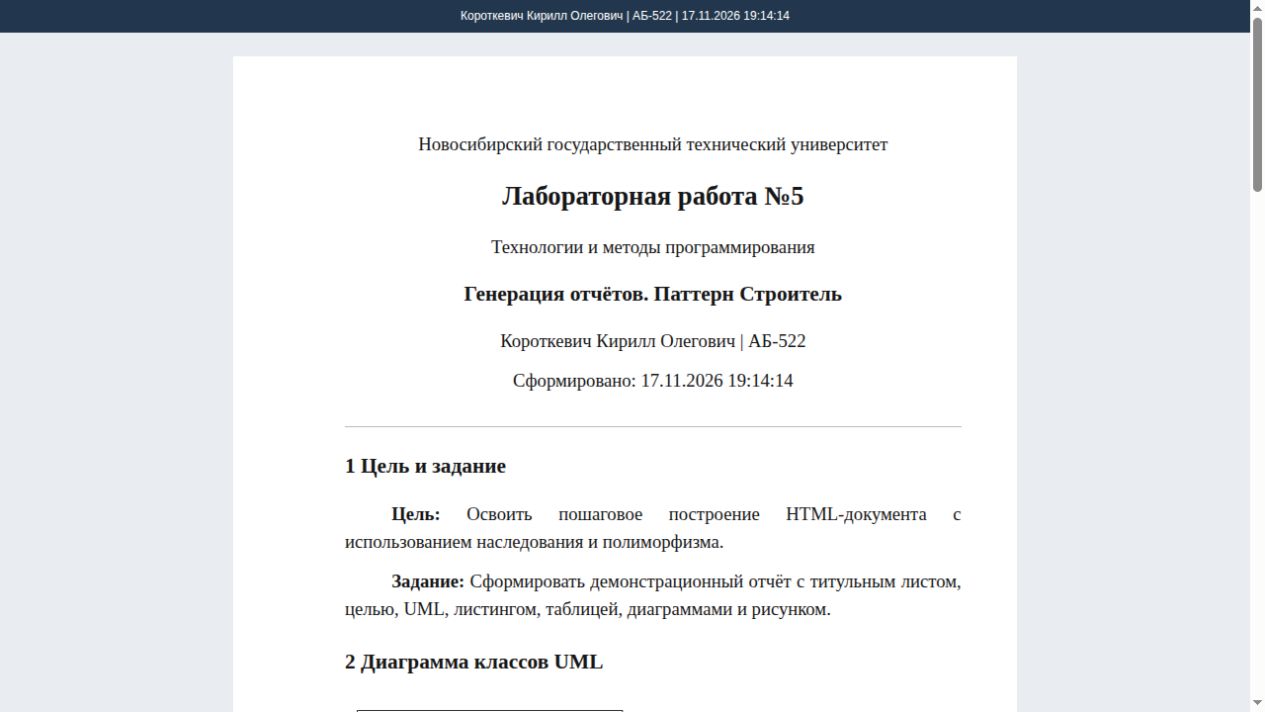 Короткевич Кирилл Олегович | АБ-522 | 17.11.2026 19:14:14
Новосибирский государственный технический университет
Лабораторная работа №5
Технологии и методы программирования
Генерация отчётов. Паттерн Строитель
Короткевич Кирилл Олегович | АБ-522
Сформировано: 17.11.2026 19:14:14
1 Цель и задание
Цель: Освоить пошаговое построение HTML-документа с
использованием наследования и полиморфизма.
Задание: Сформировать демонстрационный отчёт с титульным листом,
целью, UML, листингом, таблицей, диаграммами и рисунком.
2 Диаграмма классов UML